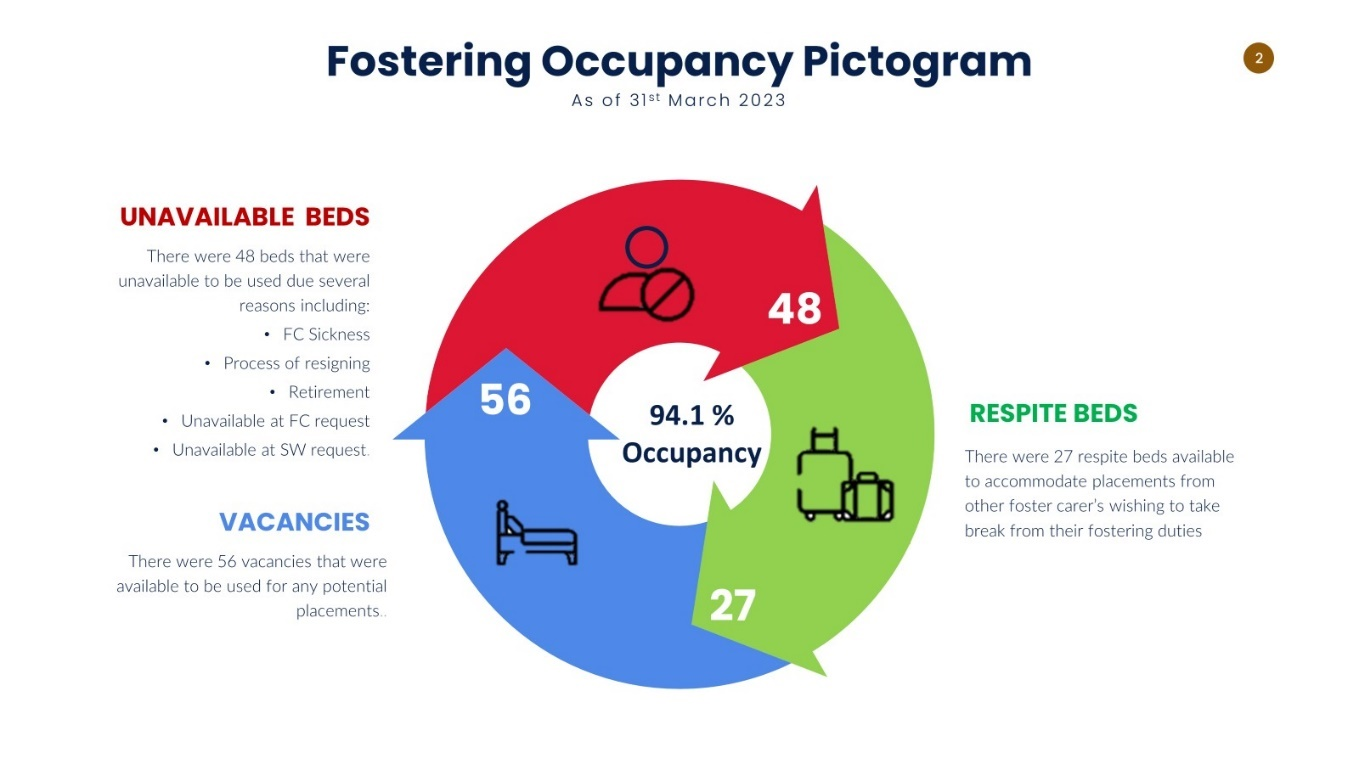 Fostering Occupancy Pictogram
2
As of 31st March 2023
UNAVAILABLE BEDS
There were 48 beds that were
unavailable to be used due several
reasons including:
• FC Sickness
• Process of resigning
• Retirement
• Unavailable at FC request
• Unavailable at SW request.
VACANCIES
There were 56 vacancies that were
available to be used for any potential
placements..
48
56
94.1 %
Occupancy
27
RESPITE BEDS
There were 27 respite beds available
to accommodate placements from
other foster carer’s wishing to take
break from their fostering duties